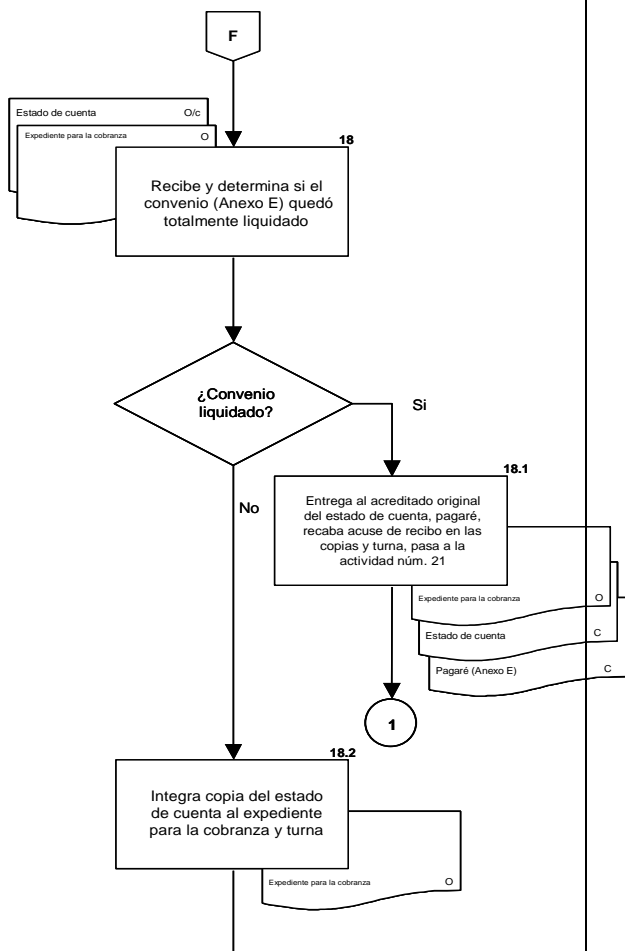 F
Estado de cuenta O/c
Expediente para la cobranza O
18
Recibe y determina si el
convenio (Anexo E) quedó
totalmente liquidado
¿Convenio
liquidado?
Si
No
18.1
Entrega al acreditado original
del estado de cuenta, pagaré,
recaba acuse de recibo en las
copias y turna, pasa a la
actividad núm. 21
Expediente para la cobranza O
Estado de cuenta C
Pagaré (Anexo E) C
1
18.2
Integra copia del estado
de cuenta al expediente
para la cobranza y turna
Expediente para la cobranza O